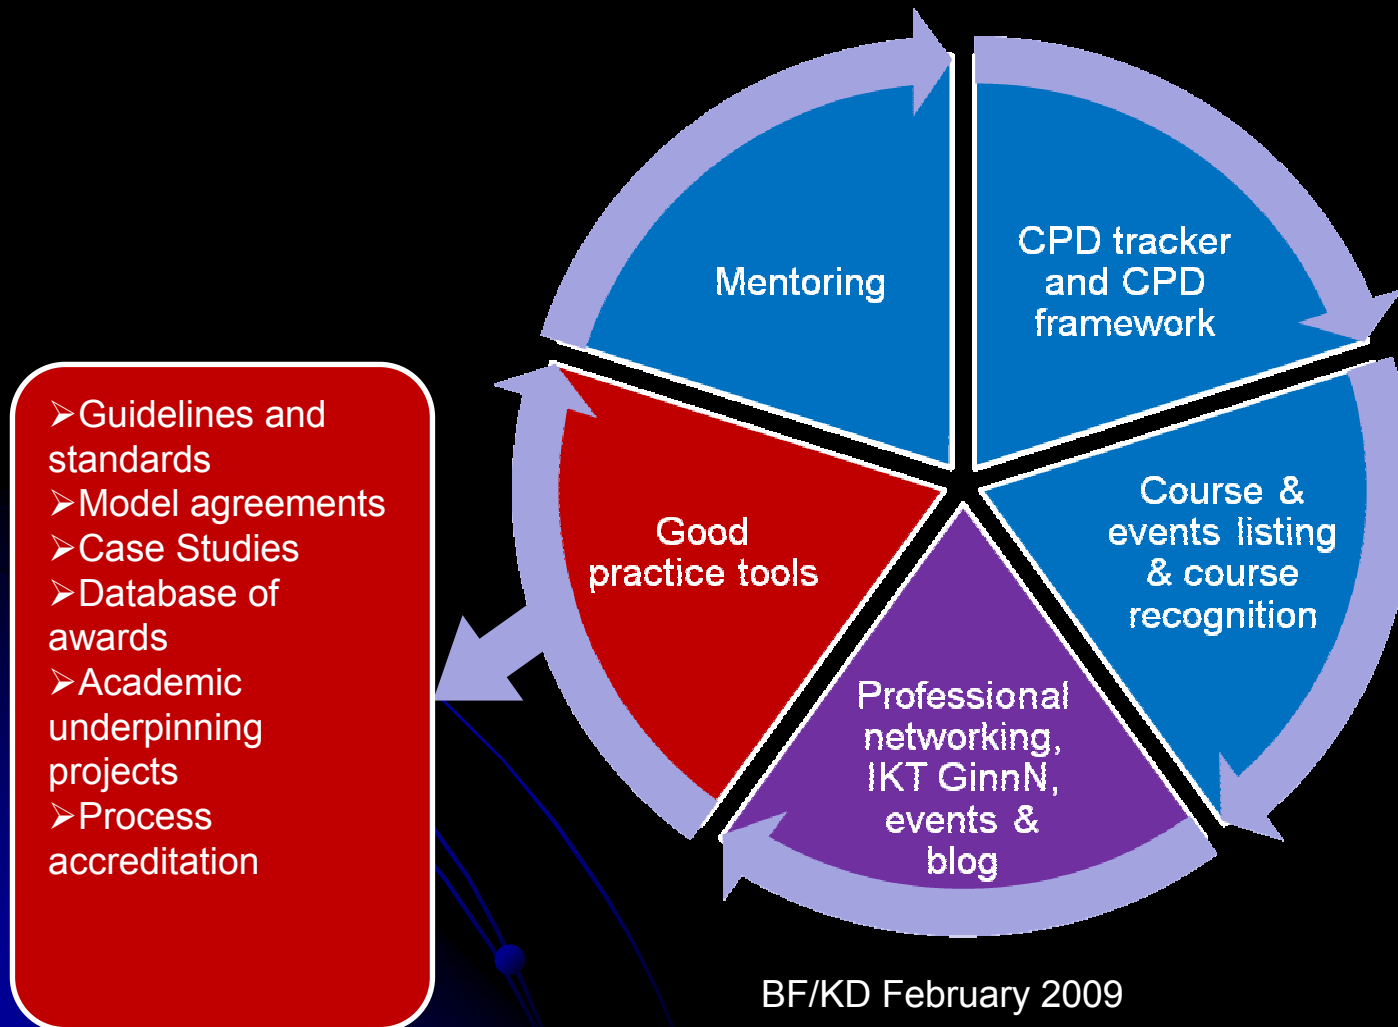 Mentoring
CPD tracker
and CPD
framework
➢Guidelines and
standards
➢Model agreements
➢Case Studies
➢Database of
awards
➢Academic
underpinning
projects
➢Process
accreditation
Good
practice tools
Course &
events listing
& course
recognition
Professional
networking,
IKT GinnN,
events &
blog
BF/KD February 2009